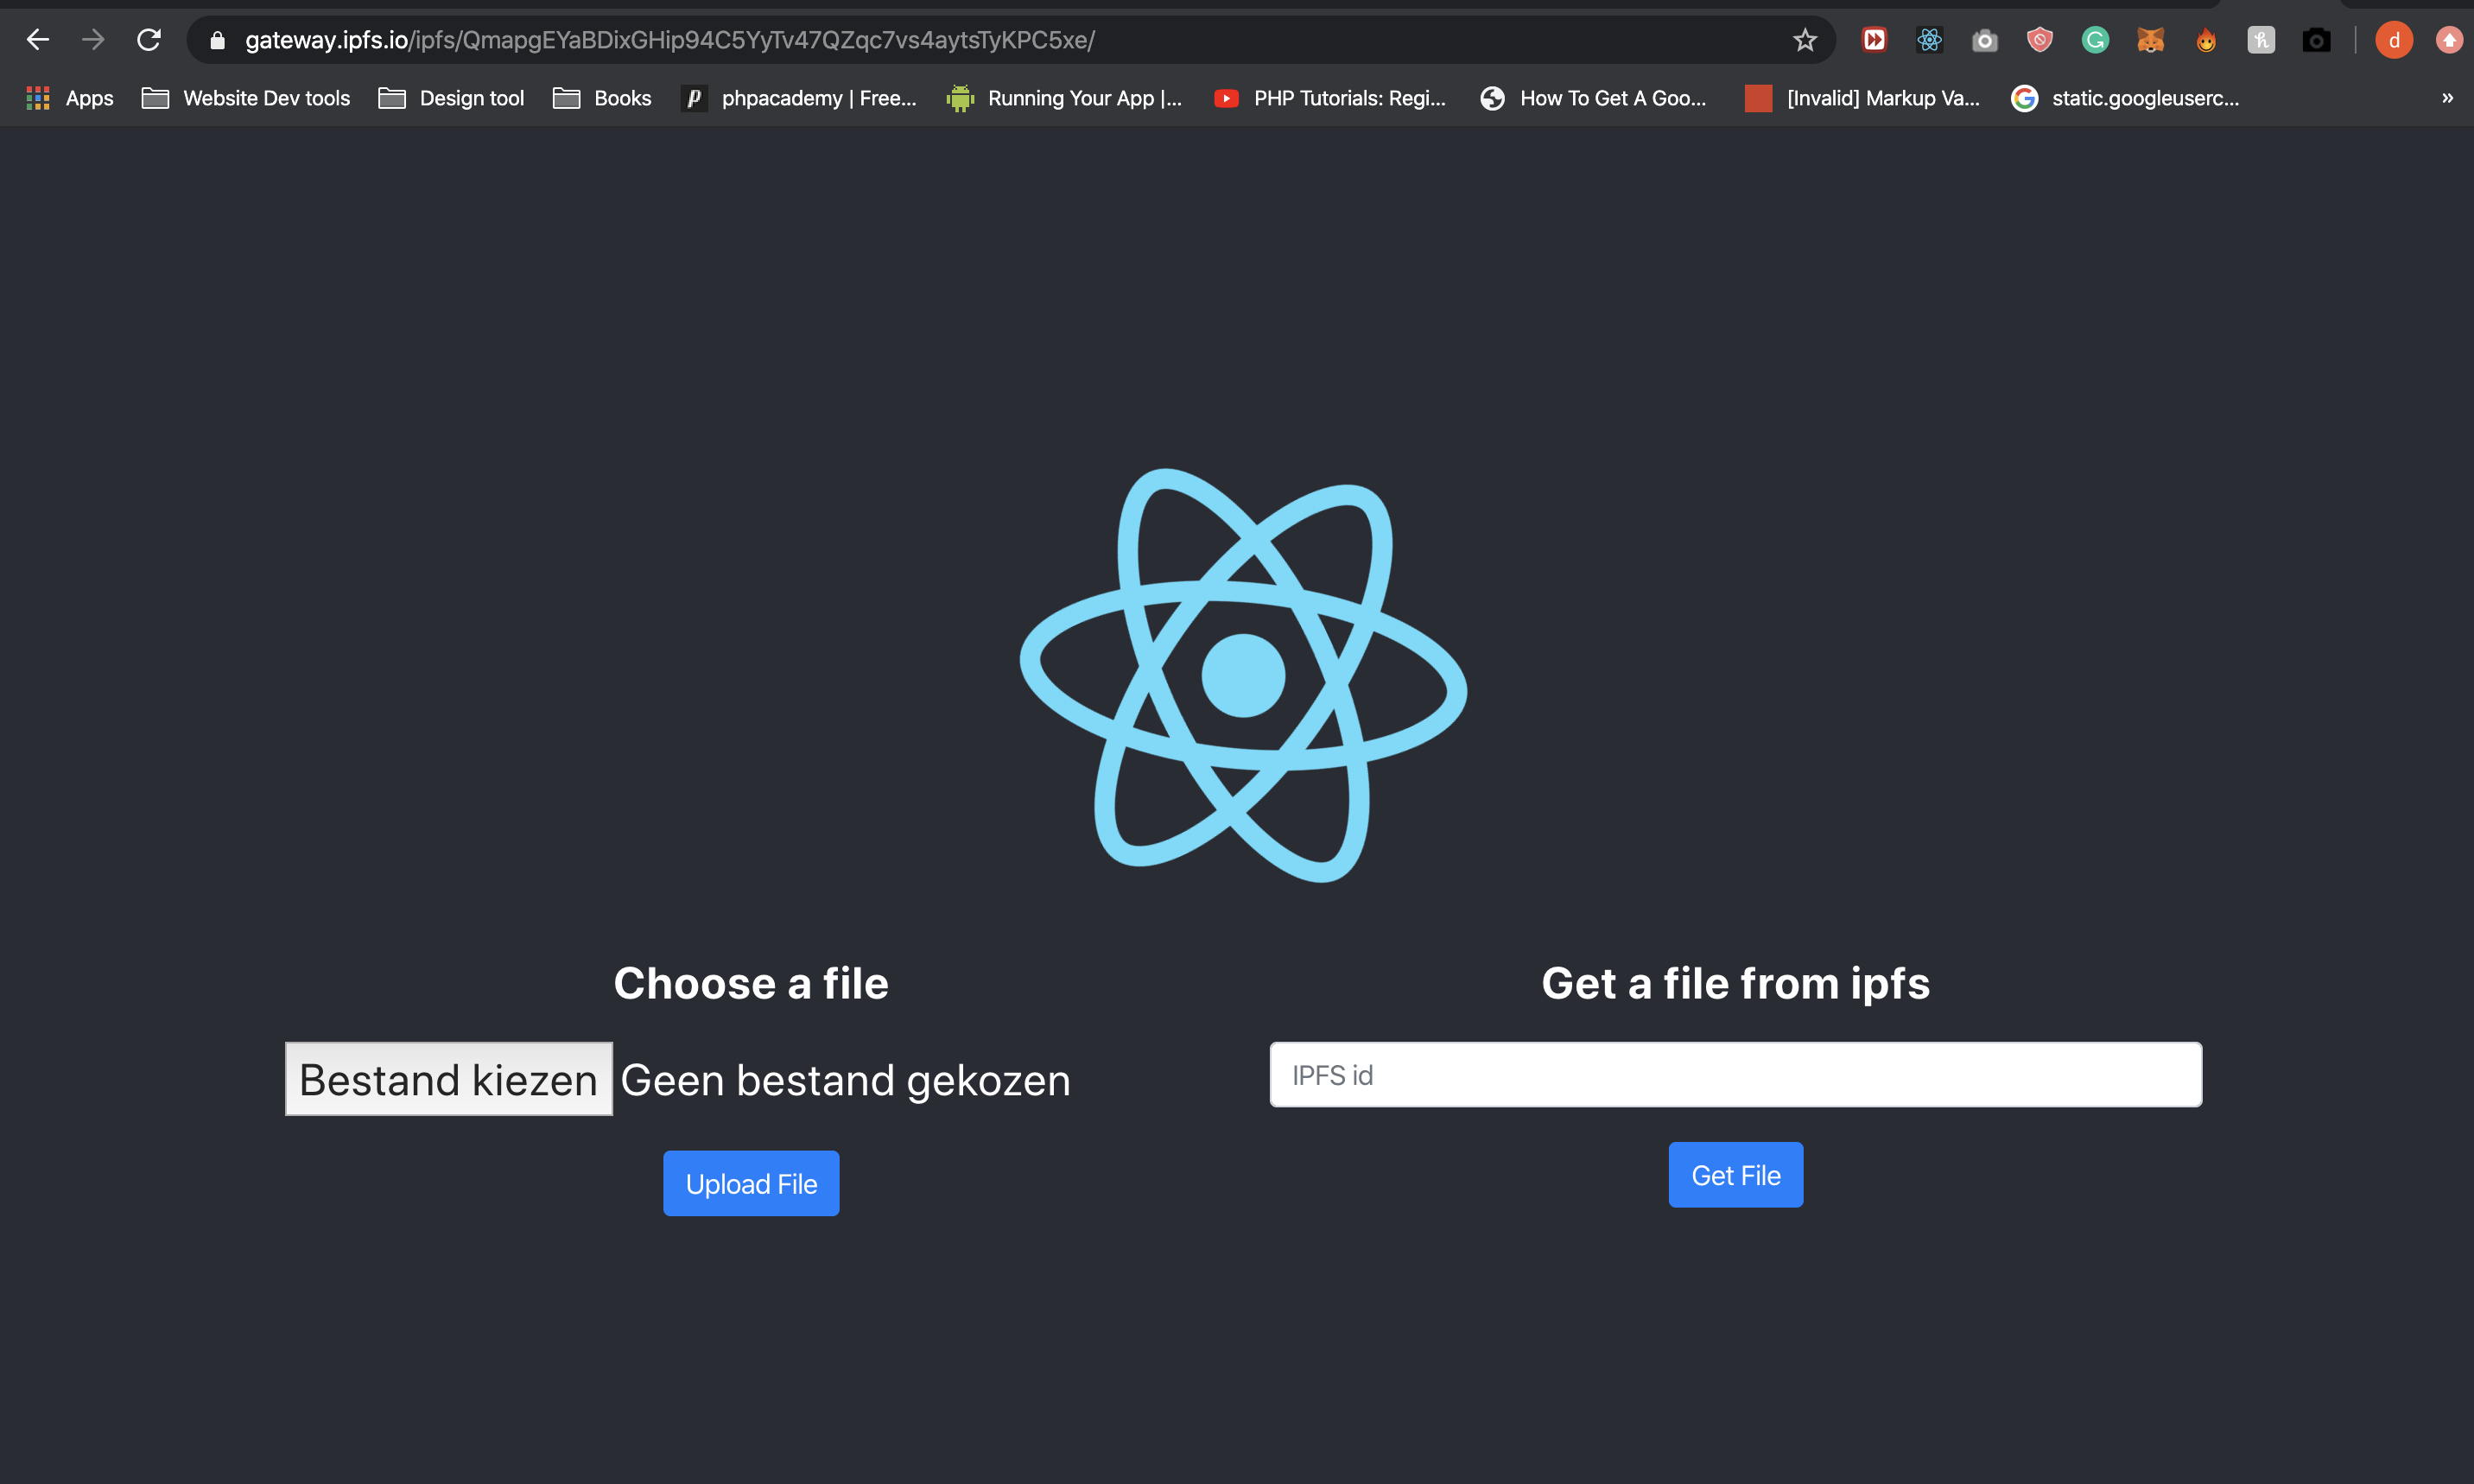 gateway.ipfs.io/ipfs/QmapgEYaBDixGHip94C5YyTv47QZqc7vs4aytsTyKPC5xe/
d
Apps Website Dev tools Design tool Books phpacademy | Free... Running Your App |... PHP Tutorials: Regi... How To Get A Goo... [Invalid] Markup Va... static.googleuserc... »
Choose a file
Get a file from ipfs
Bestand kiezen Geen bestand gekozen
IPFS id
Upload File
Get File